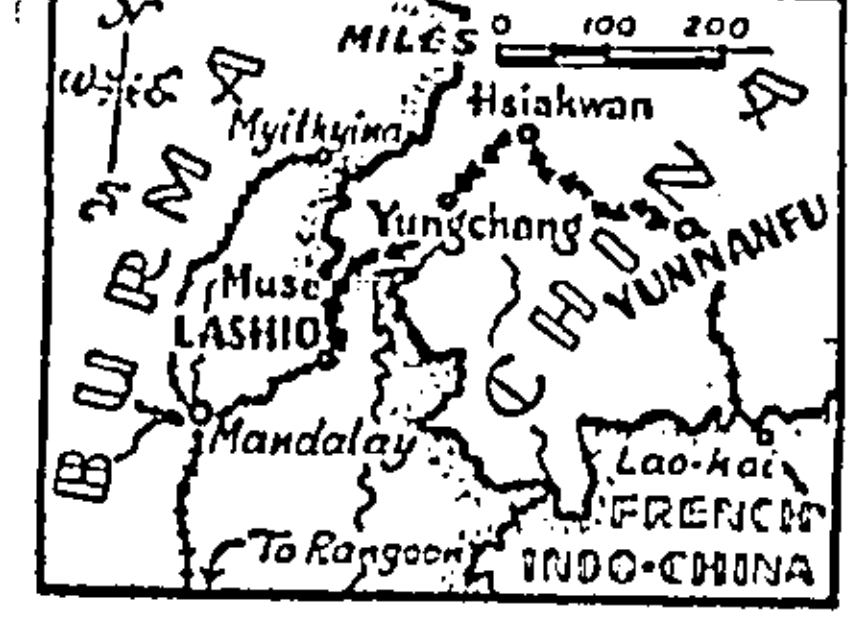 N
W E
S
MILES 0 100 200
BURMA
Myitkyina
Hsiakwan
CHINA
Yungchang
YUNNANFU
Muse
LASHIO
Mandalay
Lao-kai
FRENCH
INDO-CHINA
To Rangoon